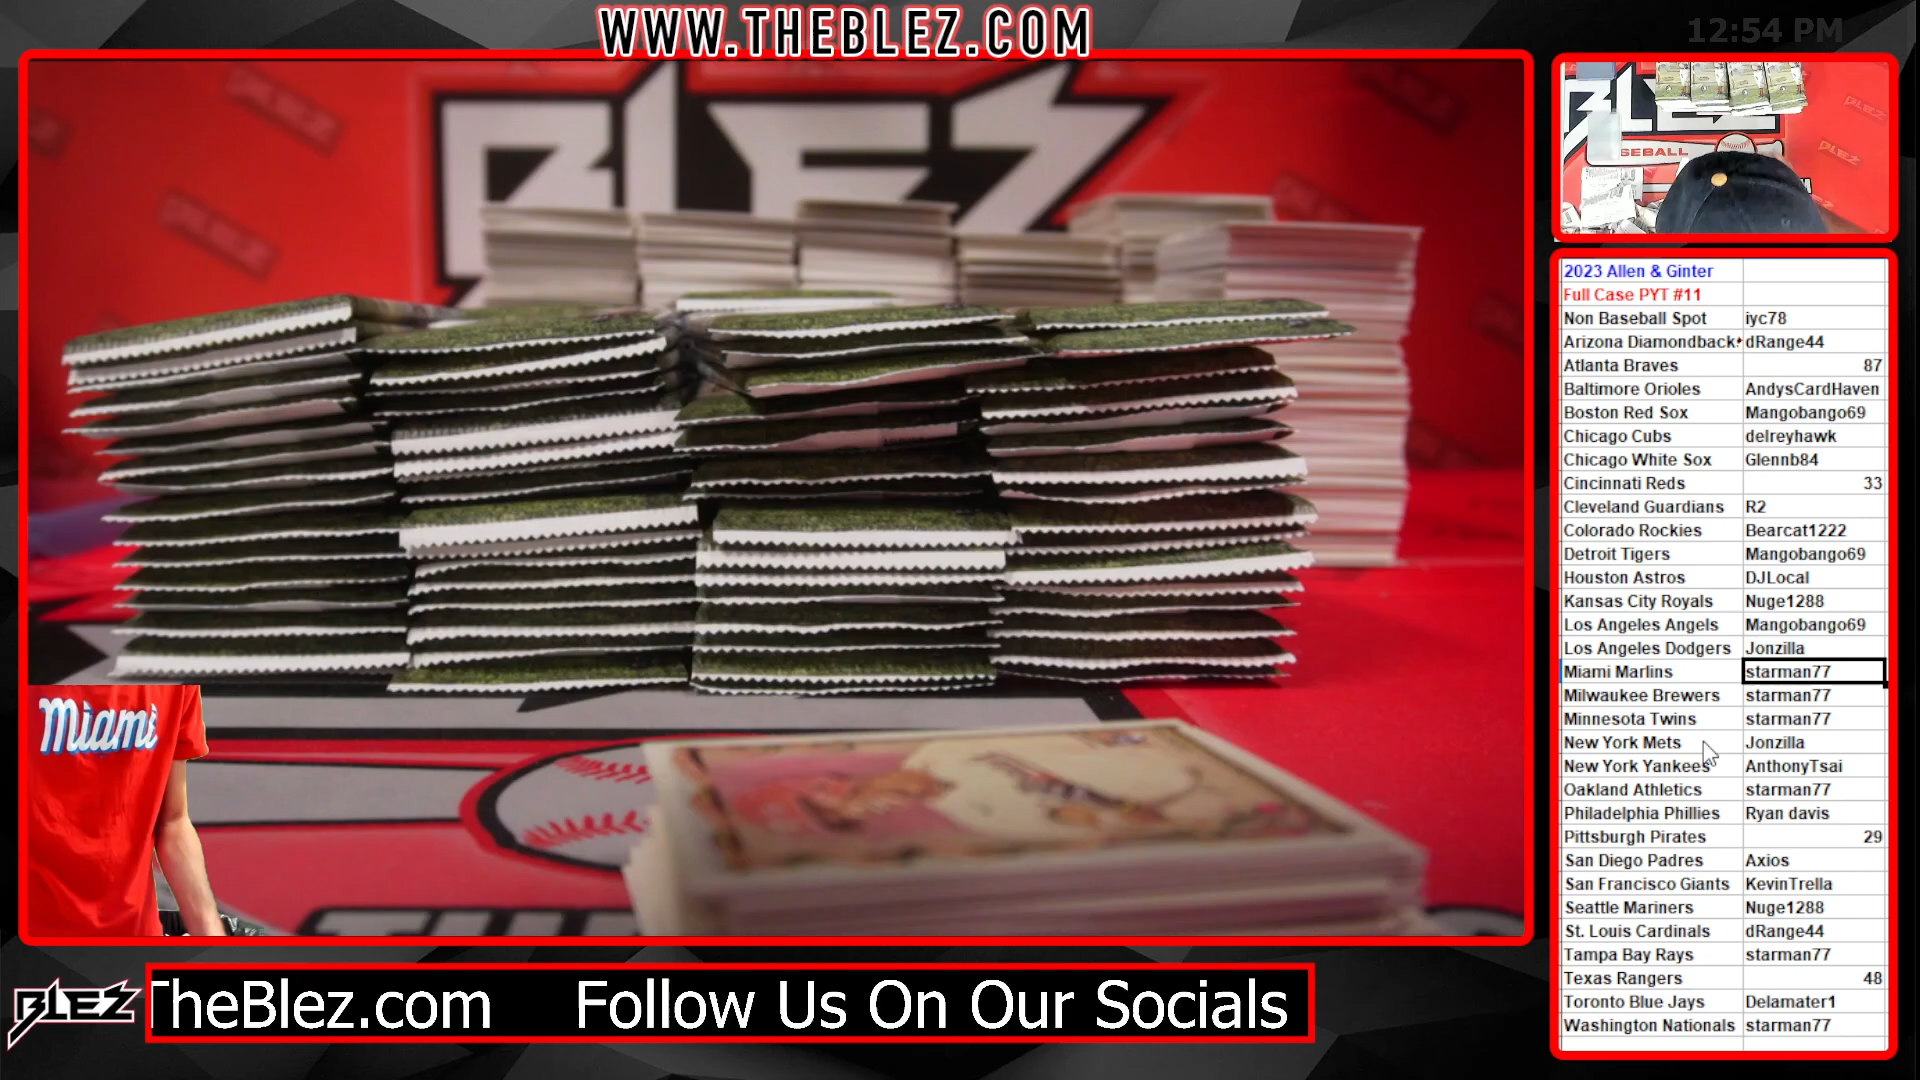 WWW.THEBLEZ.COM
12:54 PM
BLEZ
BLEZ
BLEZ
SEBALL
2023 Allen & Ginter
Full Case PYT #11
Non Baseball Spot iyc78
Arizona Diamondback dRange44
Atlanta Braves 87
Baltimore Orioles AndysCardHaven
Boston Red Sox Mangobango69
Chicago Cubs delreyhawk
Chicago White Sox Glennb84
Cincinnati Reds 33
Cleveland Guardians R2
Colorado Rockies Bearcat1222
Detroit Tigers Mangobango69
Houston Astros DJLocal
Kansas City Royals Nuge1288
Los Angeles Angels Mangobango69
Los Angeles Dodgers Jonzilla
Miami Marlins starman77
Milwaukee Brewers starman77
Minnesota Twins starman77
New York Mets Jonzilla
New York Yankees AnthonyTsai
Oakland Athletics starman77
Philadelphia Phillies Ryan davis
Pittsburgh Pirates 29
San Diego Padres Axios
San Francisco Giants KevinTrella
Seattle Mariners Nuge1288
St. Louis Cardinals dRange44
Tampa Bay Rays starman77
Texas Rangers 48
Toronto Blue Jays Delamater1
Washington Nationals starman77
Miami
BLEZ
TheBlez.com Follow Us On Our Socials